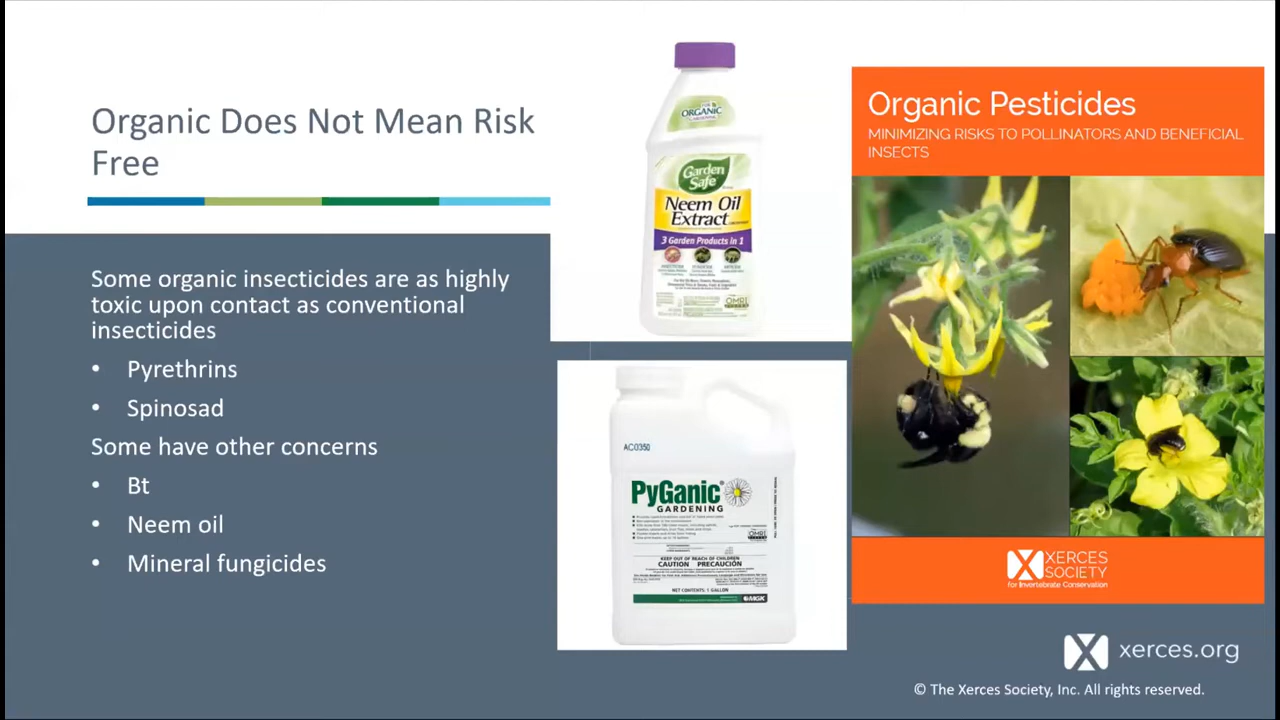 Organic Does Not Mean Risk
Free
Some organic insecticides are as highly
toxic upon contact as conventional
insecticides
• Pyrethrins
• Spinosad
Some have other concerns
• Bt
• Neem oil
• Mineral fungicides
ORGANIC
Garden
Safe
Neem Oil
Extract
3 Garden Products in 1
OMRI
AC0350
PyGanic®
GARDENING
OMRI
KEEP OUT OF REACH OF CHILDREN
CAUTION PRECAUCIÓN
NET CONTENTS: 1 GALLON
MGK
Organic Pesticides
MINIMIZING RISKS TO POLLINATORS AND BENEFICIAL
INSECTS
XERCES
SOCIETY
for Invertebrate Conservation
xerces.org
© The Xerces Society, Inc. All rights reserved.